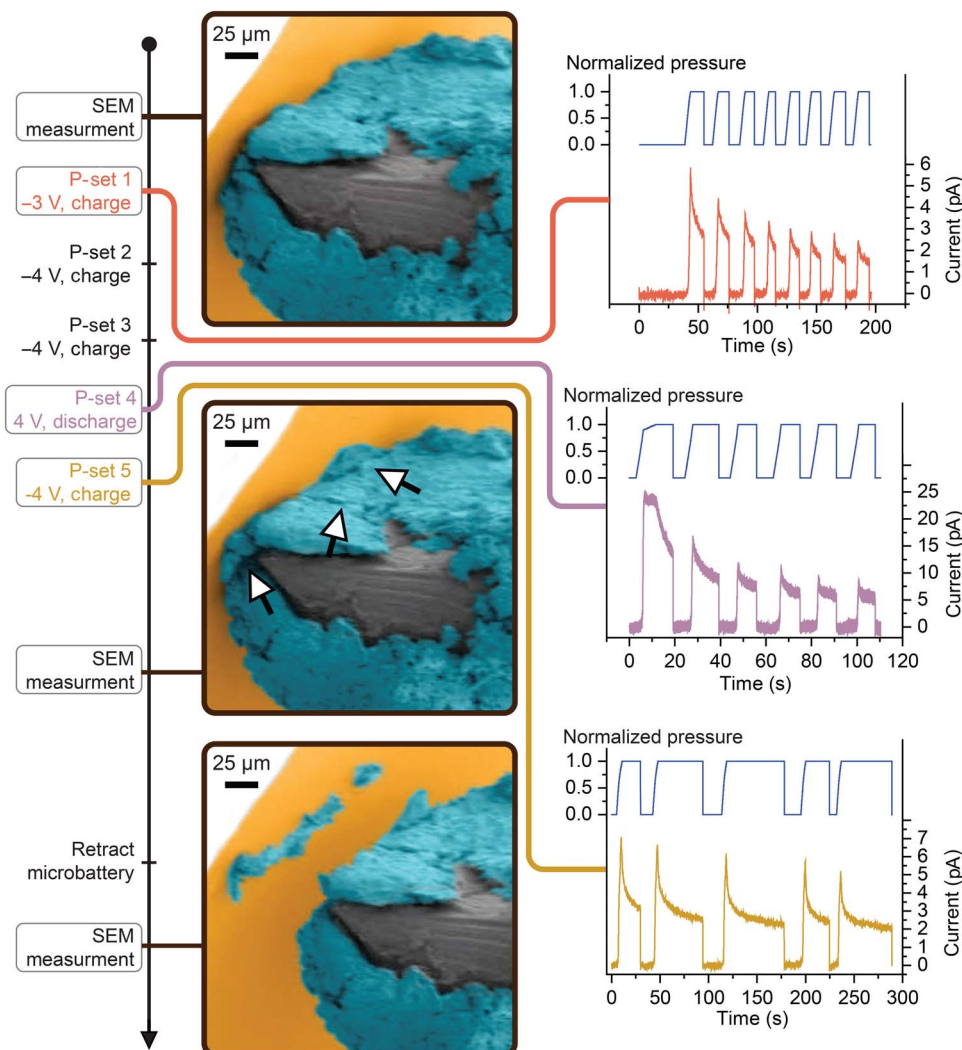 SEM
measurment
P-set 1
–3 V, charge
P-set 2
–4 V, charge
P-set 3
–4 V, charge
P-set 4
4 V, discharge
P-set 5
-4 V, charge
SEM
measurment
Retract
microbattery
SEM
measurment
25 μm
25 μm
25 μm
Normalized pressure
1.0
0.5
0.0
6
5
4
3
2
1
0
Current (pA)
0 50 100 150 200
Time (s)
Normalized pressure
1.0
0.5
0.0
25
20
15
10
5
0
Current (pA)
0 20 40 60 80 100 120
Time (s)
Normalized pressure
1.0
0.5
0.0
7
6
5
4
3
2
1
0
Current (pA)
0 50 100 150 200 250 300
Time (s)